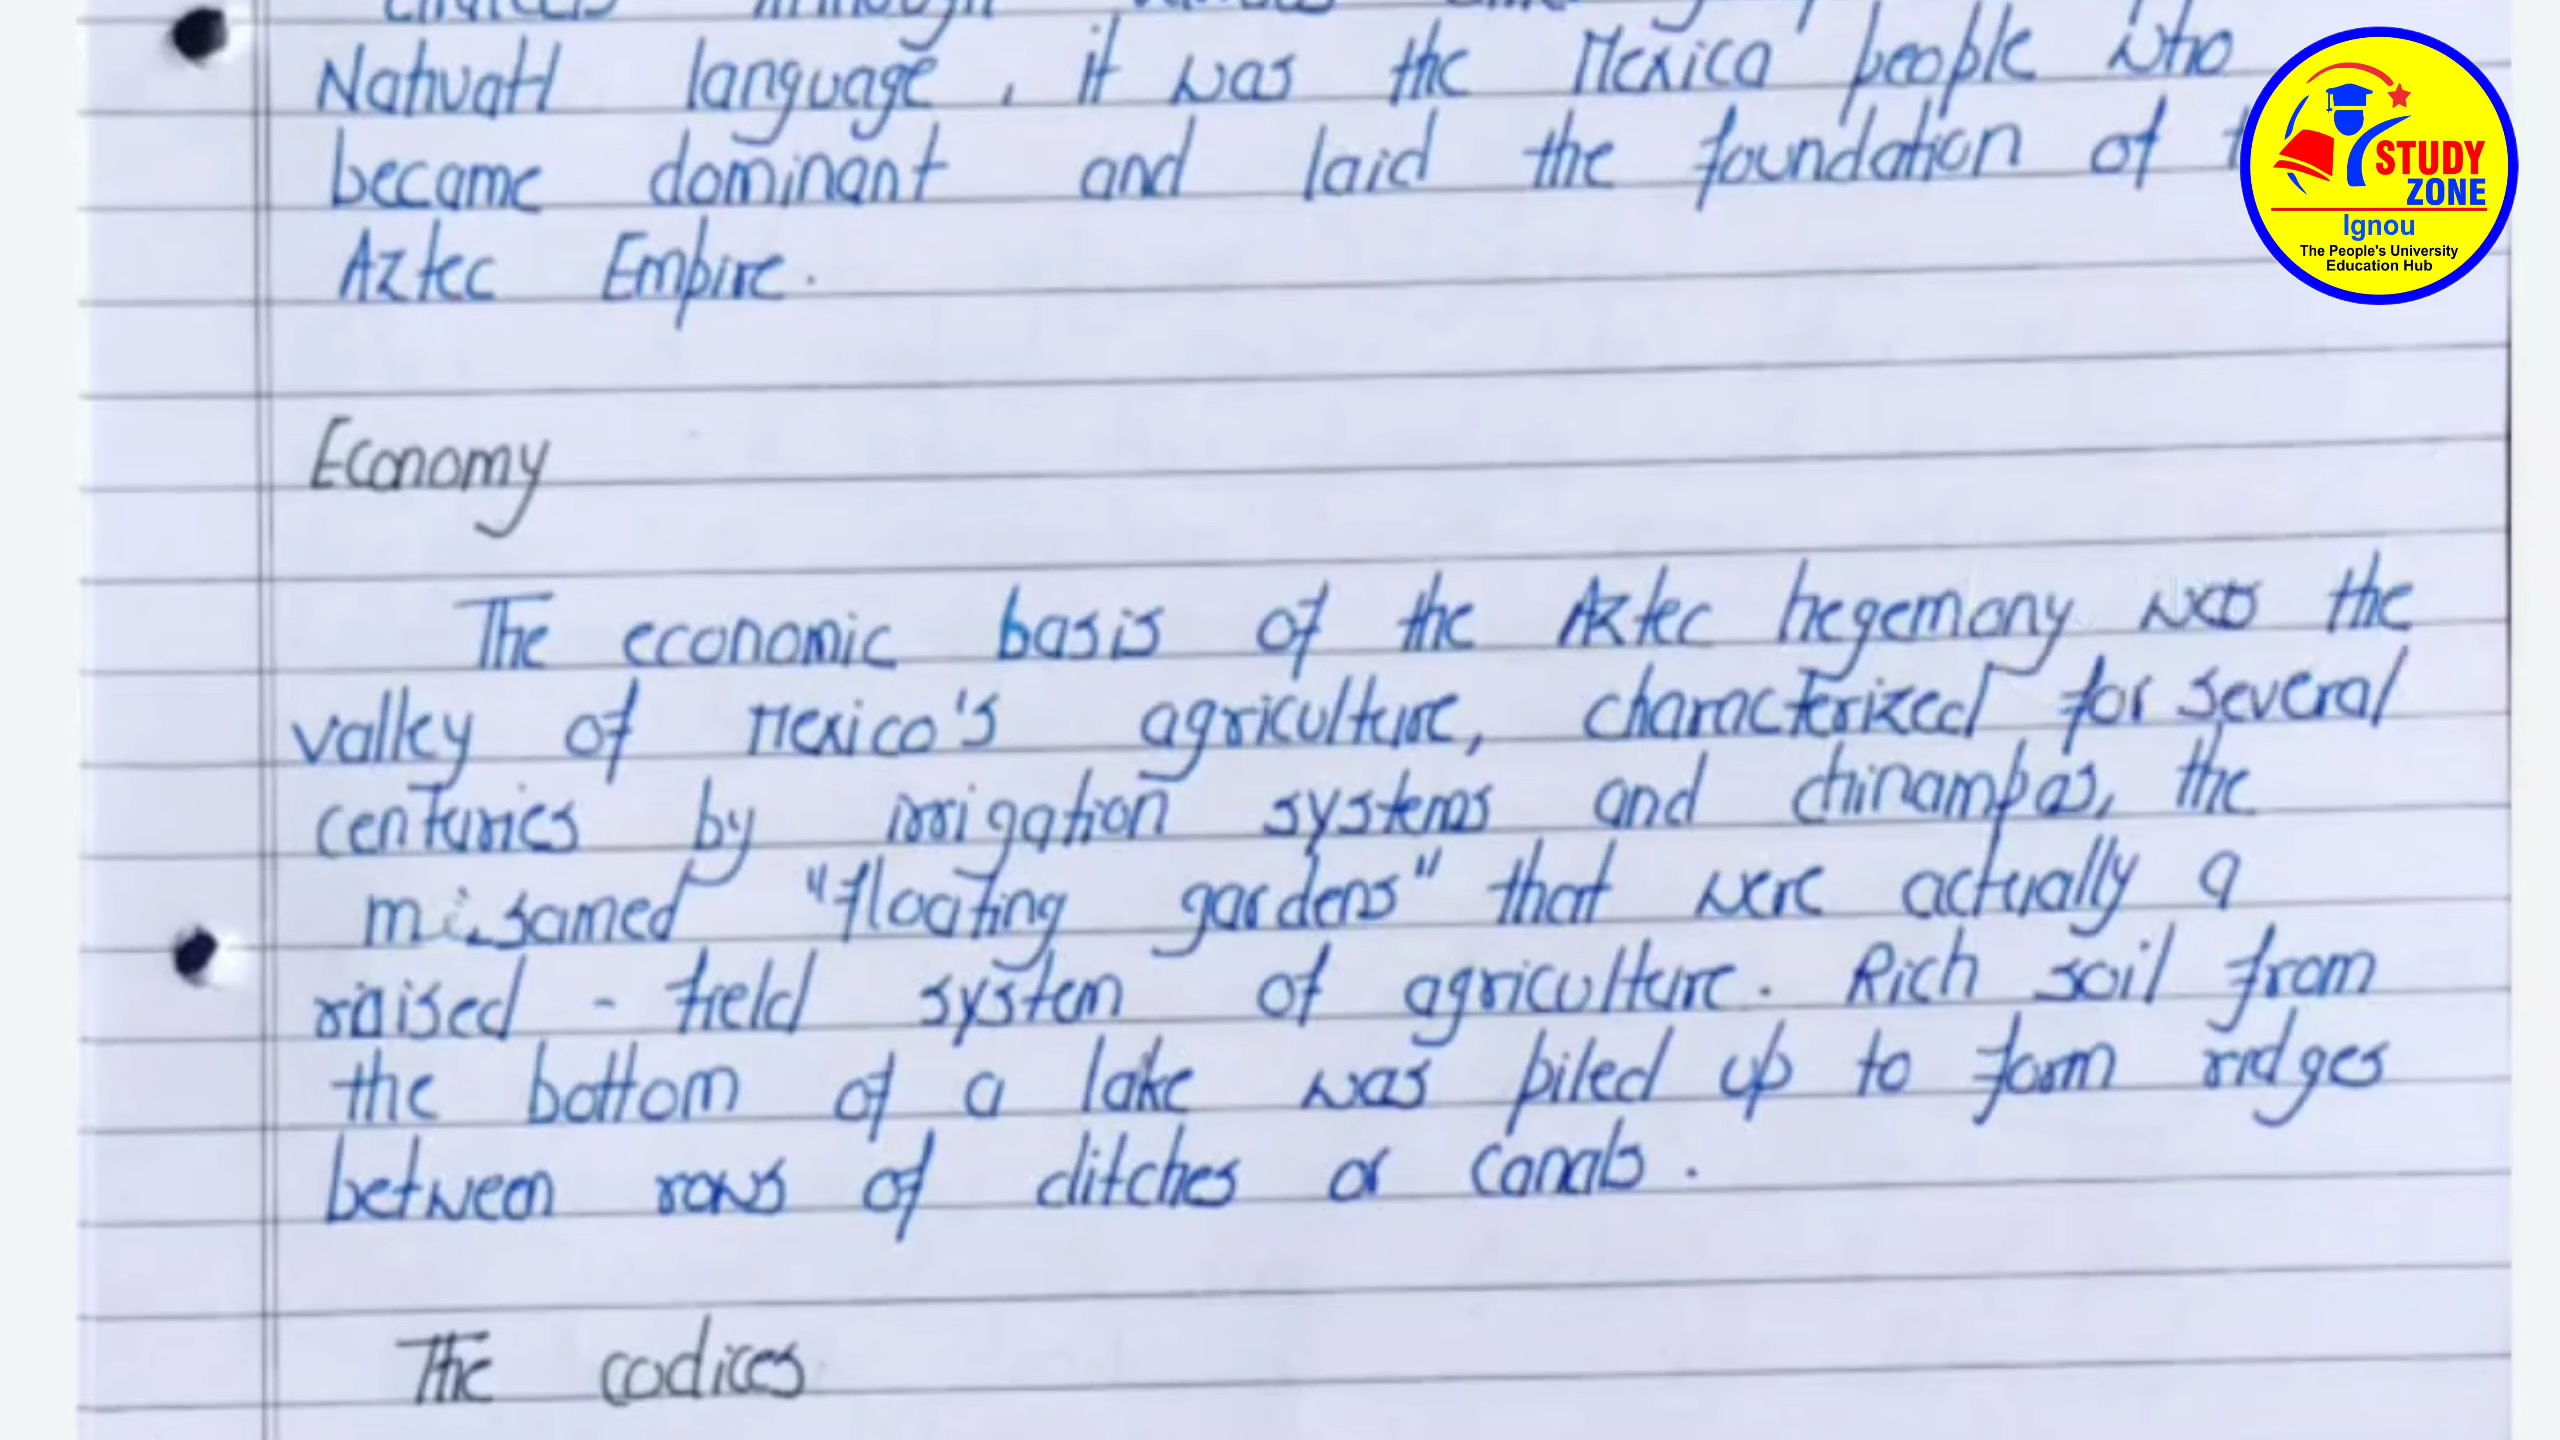 Nahuatl language, it was the Mexica people who
became dominant and laid the foundation of
Aztec Empire.
Economy
The economic basis of the Aztec hegemony was the
valley of Mexico's agriculture, characterized for several
centuries by irrigation systems and chinampas, the
misamed "floating gardens" that were actually a
raised - field system of agriculture. Rich soil from
the bottom of a lake was piled up to form ridges
between rows of ditches or canals.
The codices
STUDY
ZONE
Ignou
The People's University
Education Hub